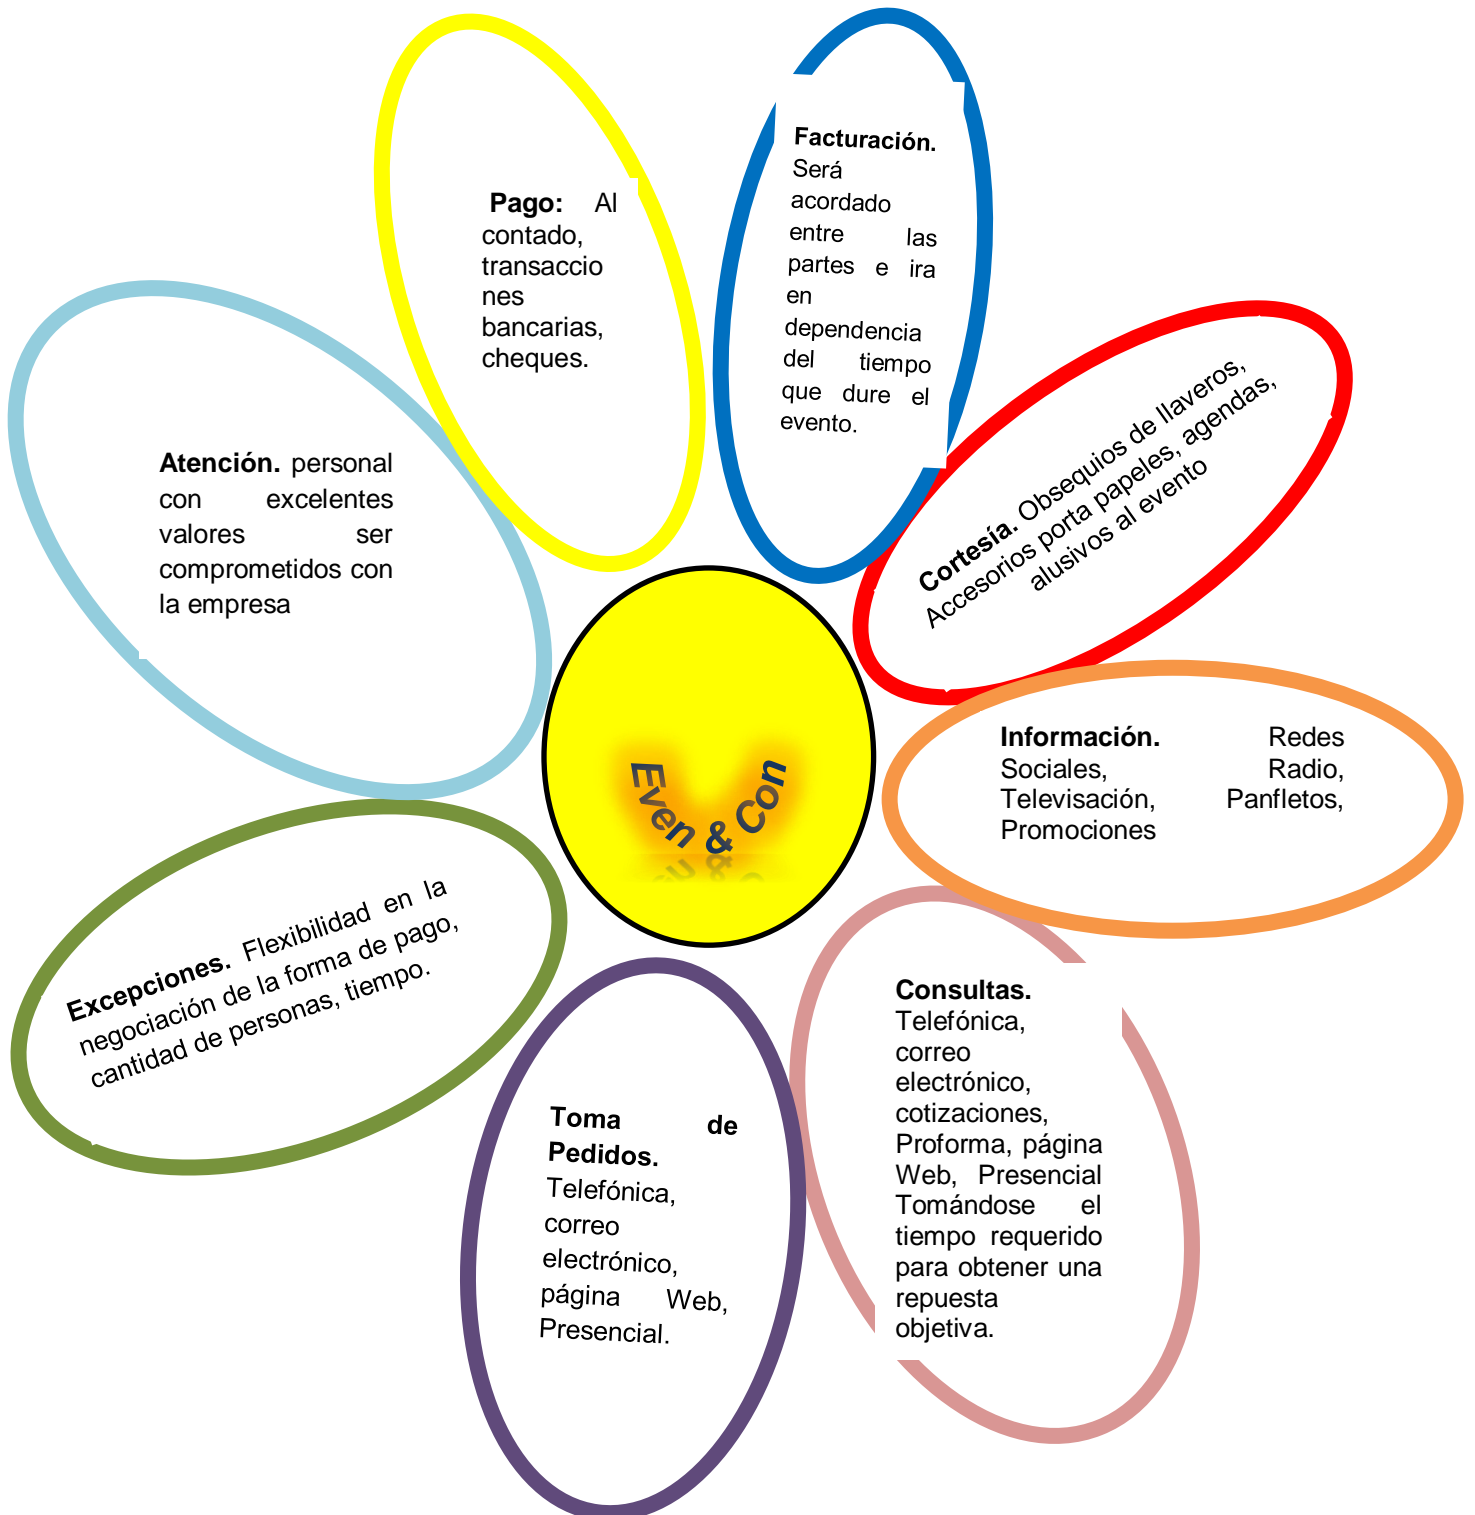 Facturación.
Será
acordado
entre las
partes e ira
en
dependencia
del tiempo
que dure el
evento.
Pago: Al
contado,
transaccio
nes
bancarias,
cheques.
Cortesía. Obsequios de llaveros,
Accesorios porta papeles, agendas,
alusivos al evento
Atención. personal
con excelentes
valores ser
comprometidos con
la empresa
Información. Redes
Sociales, Radio,
Televisación, Panfletos,
Promociones
Even & Con
Excepciones. Flexibilidad en la
negociación de la forma de pago,
cantidad de personas, tiempo.
Consultas.
Telefónica,
correo
electrónico,
cotizaciones,
Proforma, página
Web, Presencial
Tomándose el
tiempo requerido
para obtener una
repuesta
objetiva.
Toma de
Pedidos.
Telefónica,
correo
electrónico,
página Web,
Presencial.